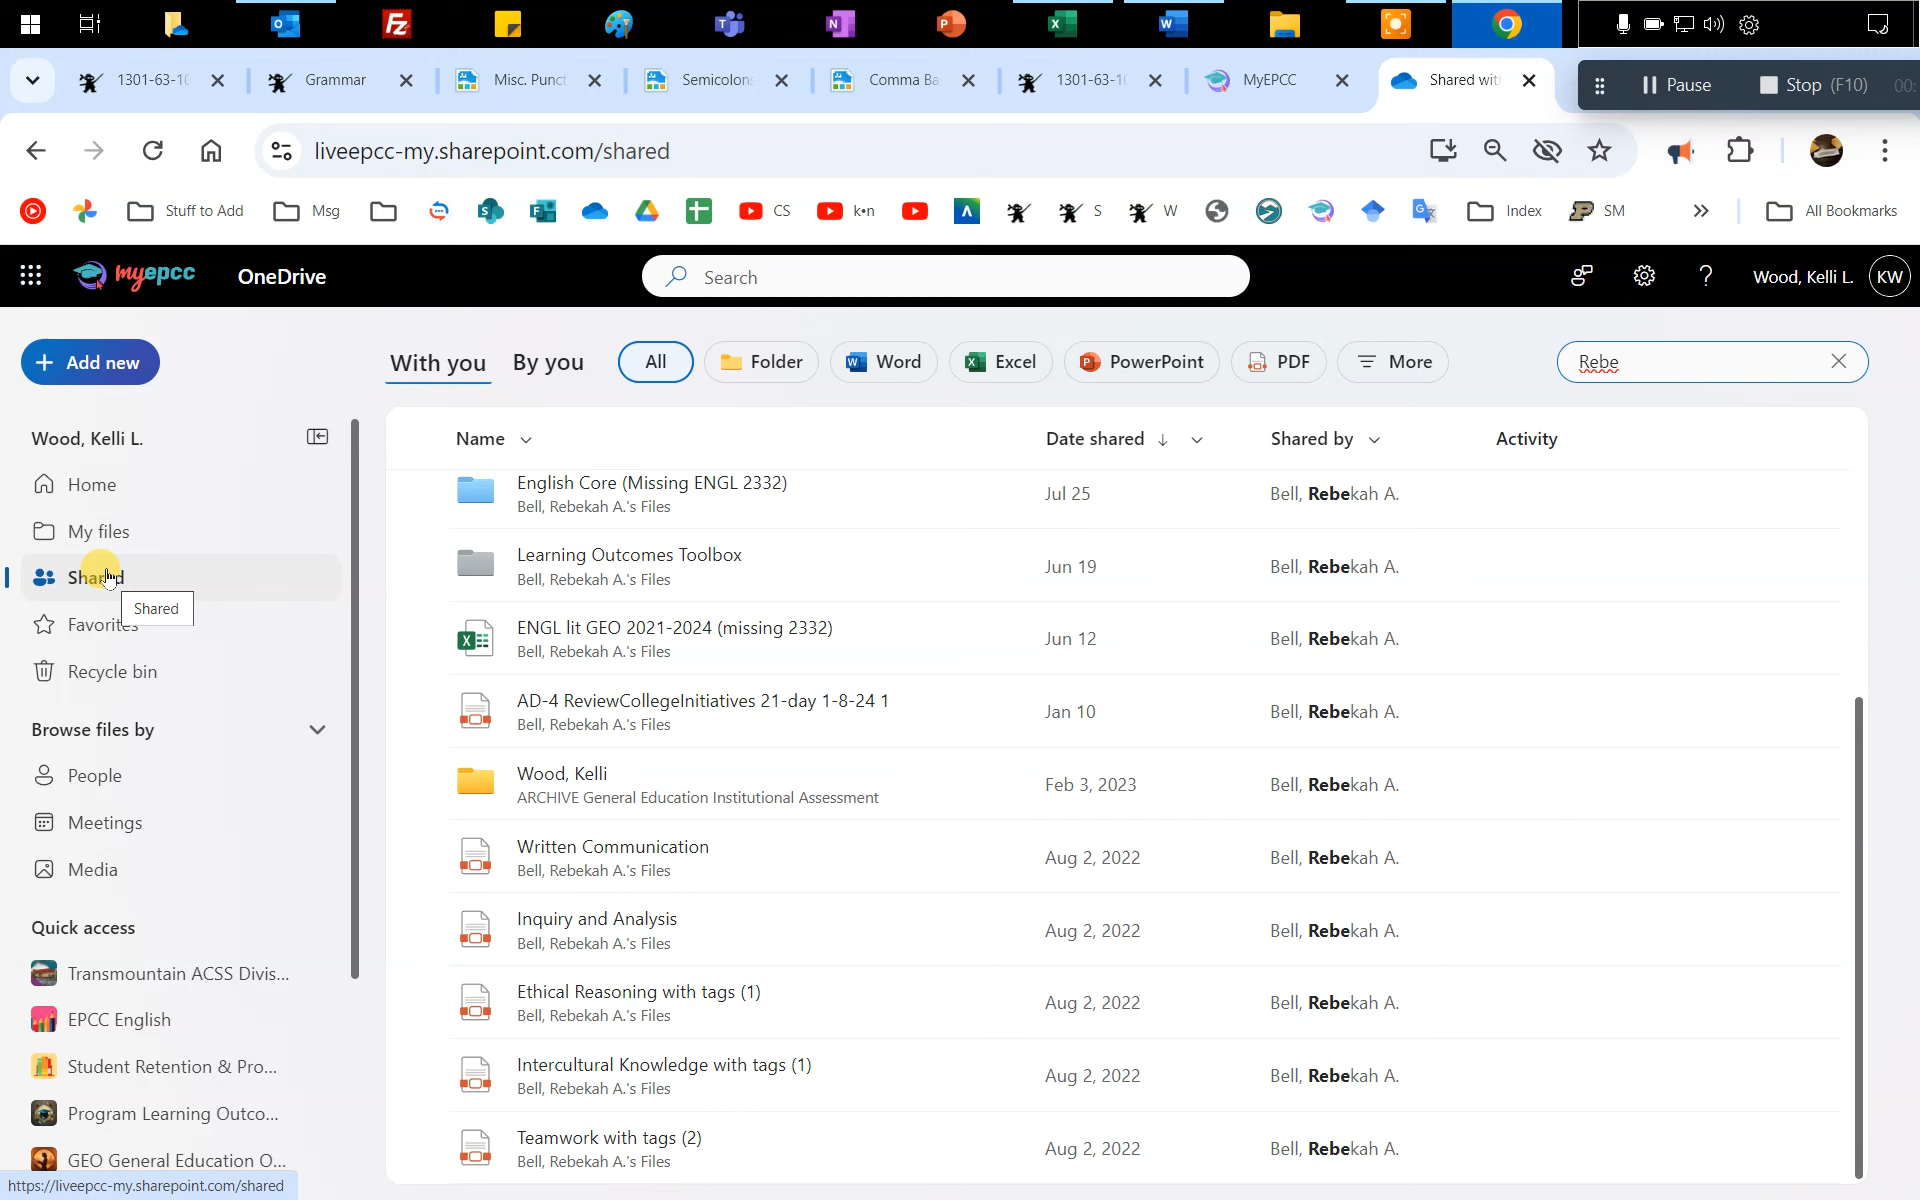 1301-63-10
Grammar
Misc. Punct
Semicolons
Comma Ba
1301-63-10
MyEPCC
Shared wit
Pause
Stop (F10)
00:
liveepcc-my.sharepoint.com/shared
Stuff to Add
Msg
CS
k•n
S
W
Index
SM
All Bookmarks
myepcc
OneDrive
Search
Wood, Kelli L.
KW
Add new
With you
By you
All
Folder
Word
Excel
PowerPoint
PDF
More
Rebe
Wood, Kelli L.
Home
My files
Shared
Shared
Favorites
Recycle bin
Browse files by
People
Meetings
Media
Quick access
Transmountain ACSS Divis...
EPCC English
Student Retention & Pro...
Program Learning Outco...
GEO General Education O...
https://liveepcc-my.sharepoint.com/shared
Name
Date shared
Shared by
Activity
English Core (Missing ENGL 2332)
Bell, Rebekah A.'s Files
Jul 25
Bell, Rebekah A.
Learning Outcomes Toolbox
Bell, Rebekah A.'s Files
Jun 19
Bell, Rebekah A.
ENGL lit GEO 2021-2024 (missing 2332)
Bell, Rebekah A.'s Files
Jun 12
Bell, Rebekah A.
AD-4 ReviewCollegeInitiatives 21-day 1-8-24 1
Bell, Rebekah A.'s Files
Jan 10
Bell, Rebekah A.
Wood, Kelli
ARCHIVE General Education Institutional Assessment
Feb 3, 2023
Bell, Rebekah A.
Written Communication
Bell, Rebekah A.'s Files
Aug 2, 2022
Bell, Rebekah A.
Inquiry and Analysis
Bell, Rebekah A.'s Files
Aug 2, 2022
Bell, Rebekah A.
Ethical Reasoning with tags (1)
Bell, Rebekah A.'s Files
Aug 2, 2022
Bell, Rebekah A.
Intercultural Knowledge with tags (1)
Bell, Rebekah A.'s Files
Aug 2, 2022
Bell, Rebekah A.
Teamwork with tags (2)
Bell, Rebekah A.'s Files
Aug 2, 2022
Bell, Rebekah A.